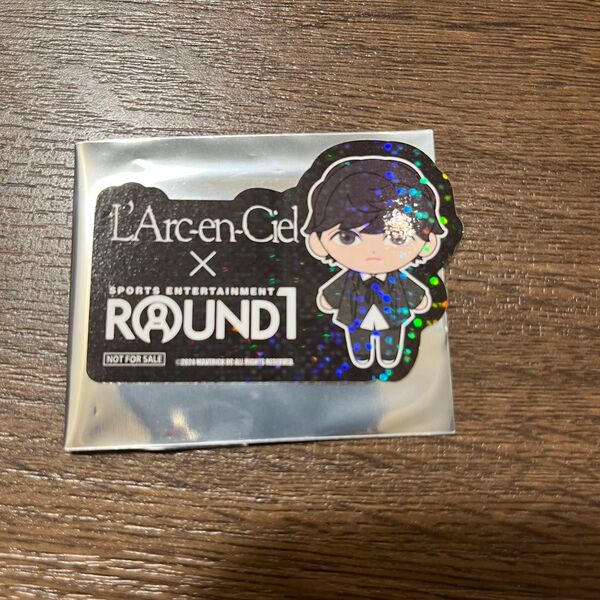 L'Arc-en-Ciel
×
SPORTS ENTERTAINMENT
ROUND1
NOT FOR SALE
©2024 MAVERICK DC ALL RIGHTS RESERVED.